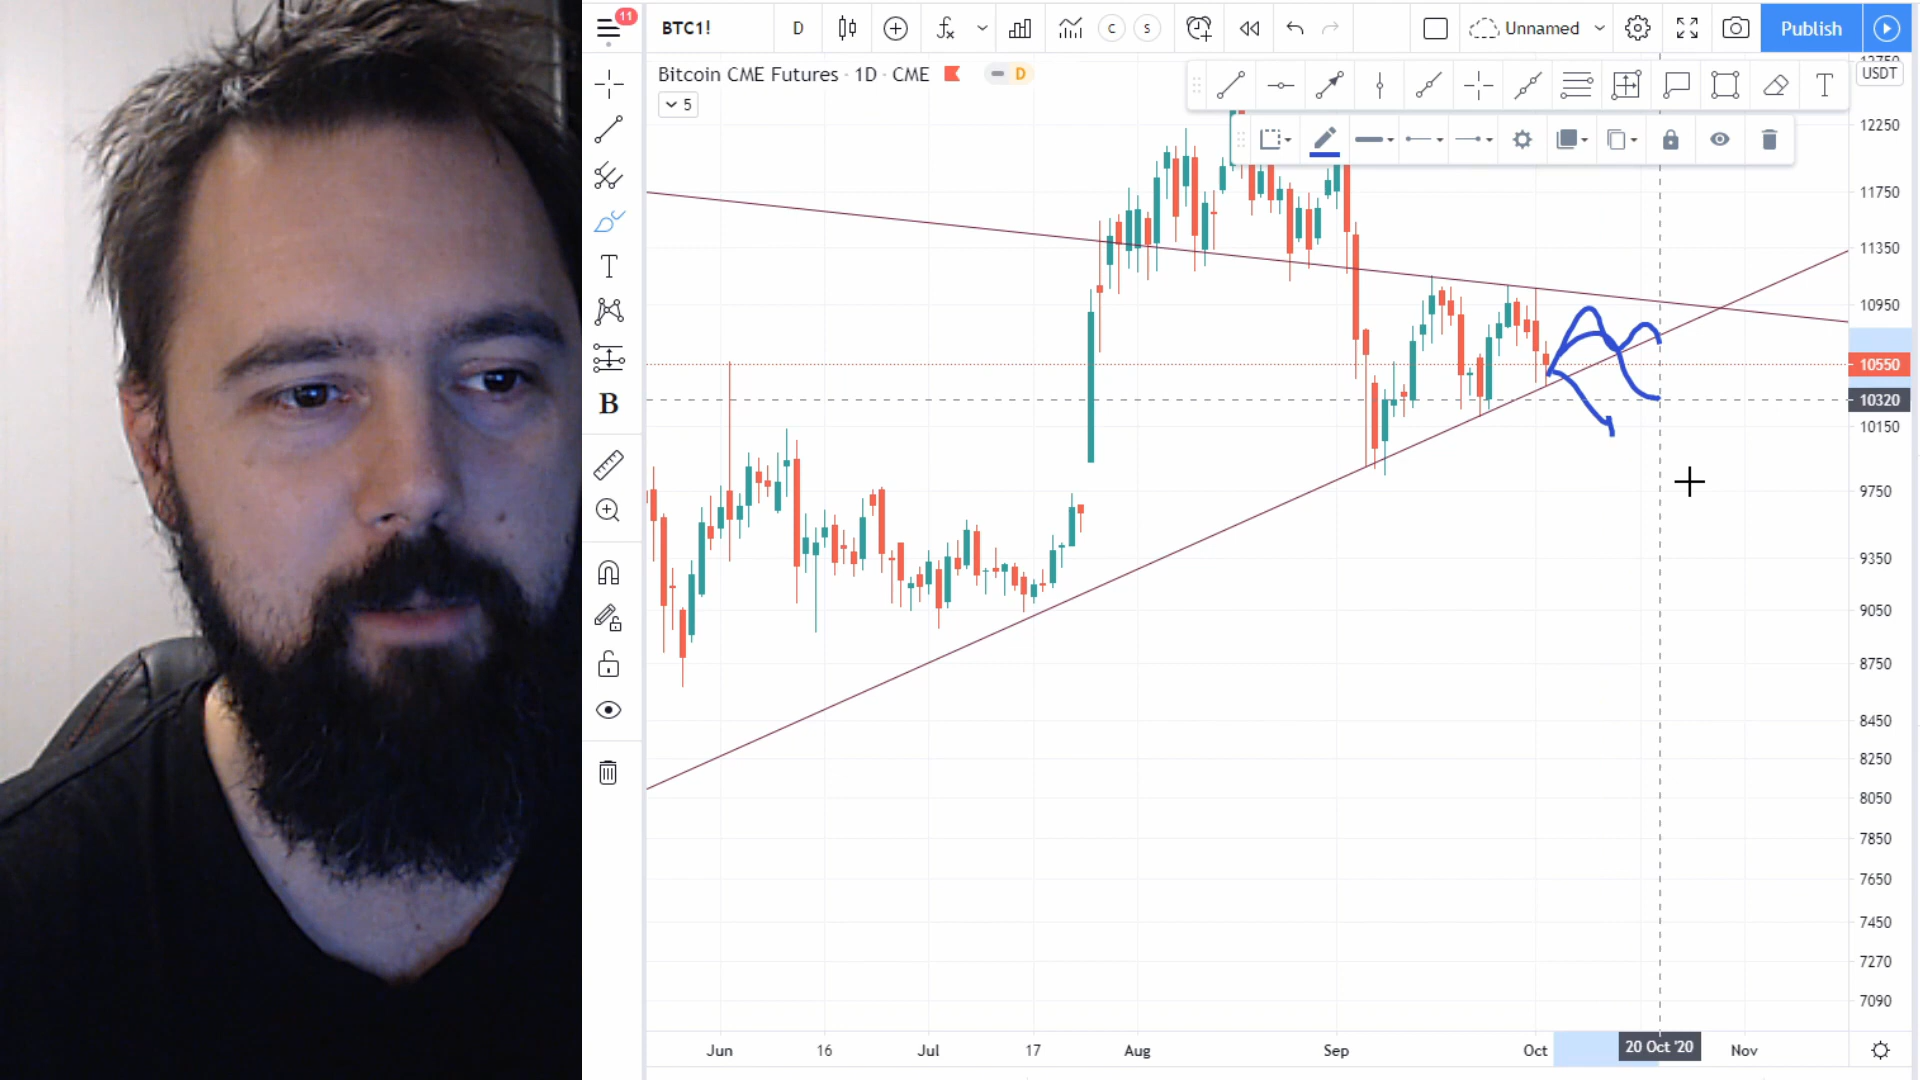 11
BTC1!
D
C
S
Unnamed
Publish
Bitcoin CME Futures · 1D · CME
D
USDT
5
T
T
B
12250
11750
11350
10950
10550
10320
10150
9750
9350
9050
8750
8450
8250
8050
7850
7650
7450
7270
7090
Jun
16
Jul
17
Aug
Sep
Oct
20 Oct '20
Nov